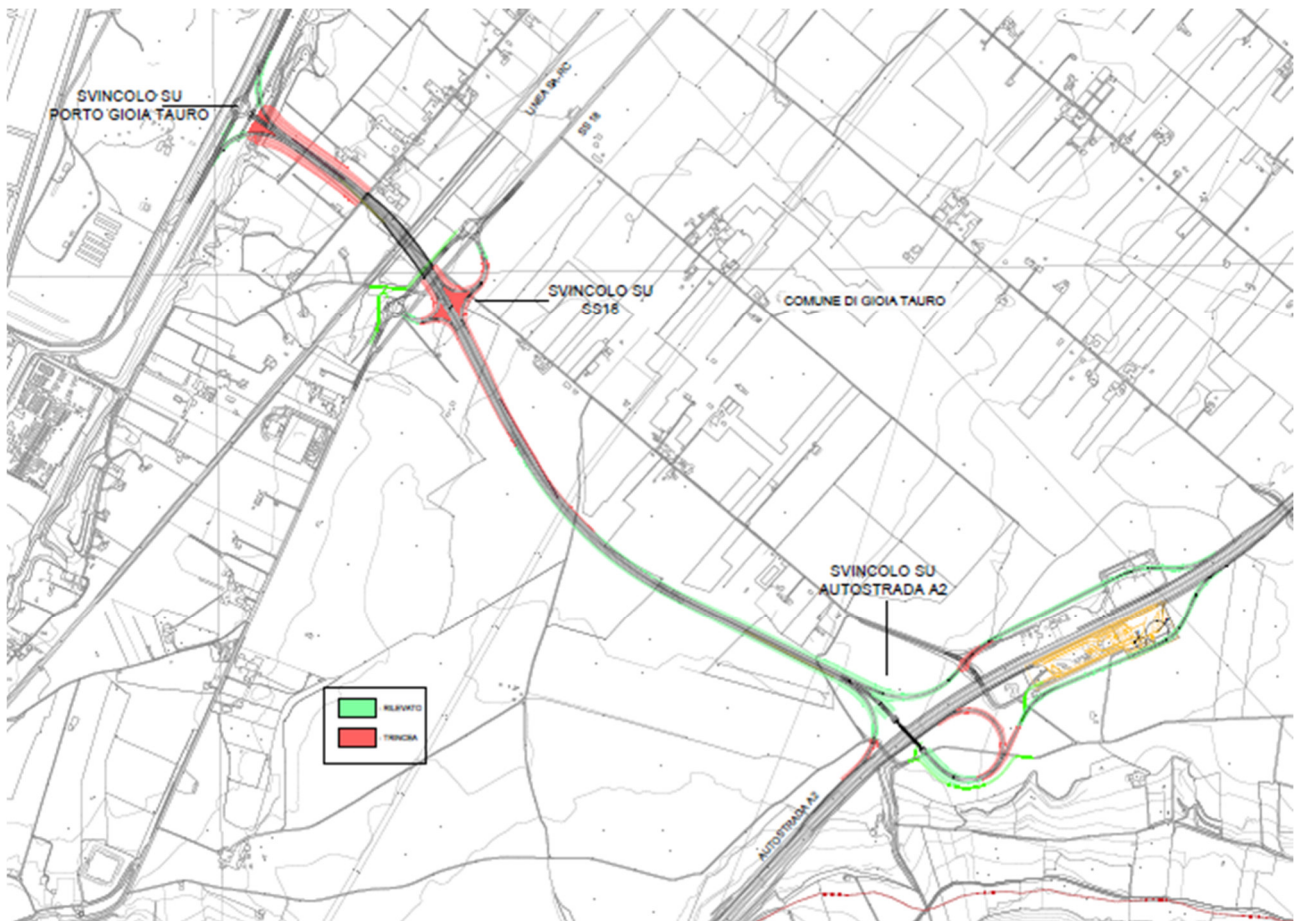 SVINCOLO SU
PORTO GIOIA TAURO
LINEA SA-RC
SS 18
SVINCOLO SU
SS18
COMUNE DI GIOIA TAURO
SVINCOLO SU
AUTOSTRADA A2
- RILEVATO
- TRINCEA
AUTOSTRADA A2